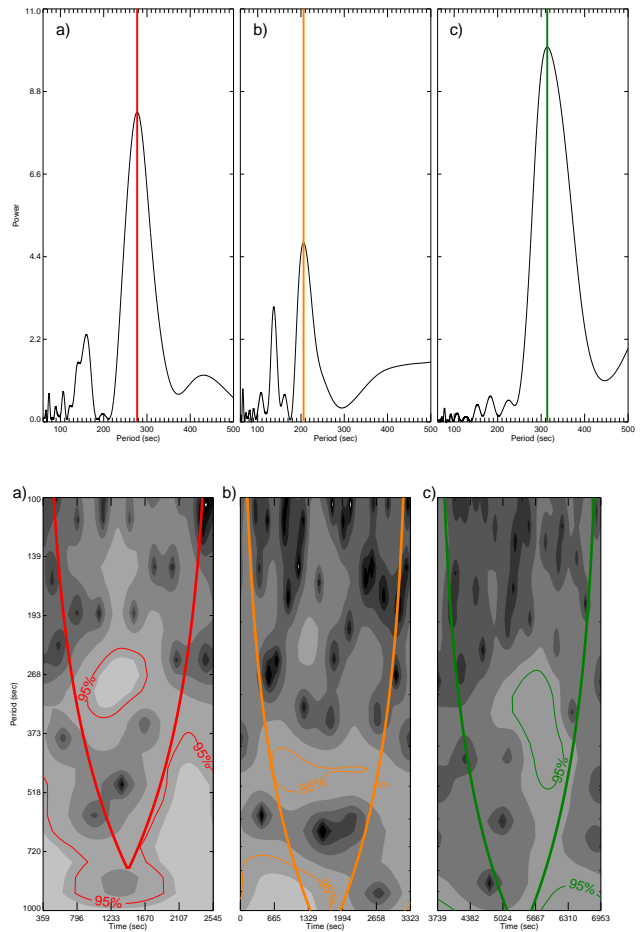 a) b) c)
11.0
8.8
6.6
4.4
2.2
0.0
Power
100 200 300 400 500
100 200 300 400 500
100 200 300 400 500
Period (sec) Period (sec) Period (sec)
a) b) c)
100
139
193
268
373
518
720
1000
Period (sec)
95%
95%
95%
95%
95%
95%
95%
359 796 1233 1670 2107 2545
0 665 1329 1994 2658 3323
3739 4382 5024 5667 6310 6953
Time (sec) Time (sec) Time (sec)